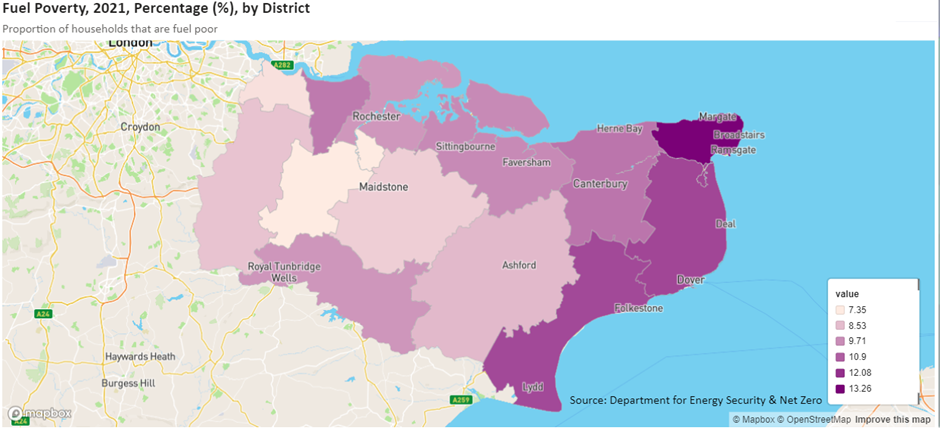 Fuel Poverty, 2021, Percentage (%), by District
Proportion of households that are fuel poor
London
A282
Croydon
Rochester
Sittingbourne
Faversham
Herne Bay
Margate
Broadstairs
Ramsgate
Maidstone
Canterbury
Deal
Ashford
Royal Tunbridge
Wells
Dover
Folkestone
A24
Haywards Heath
Burgess Hill
Lydd
A259
A24
value
7.35
8.53
9.71
10.9
12.08
13.26
Source: Department for Energy Security & Net Zero
mapbox
© Mapbox © OpenStreetMap Improve this map